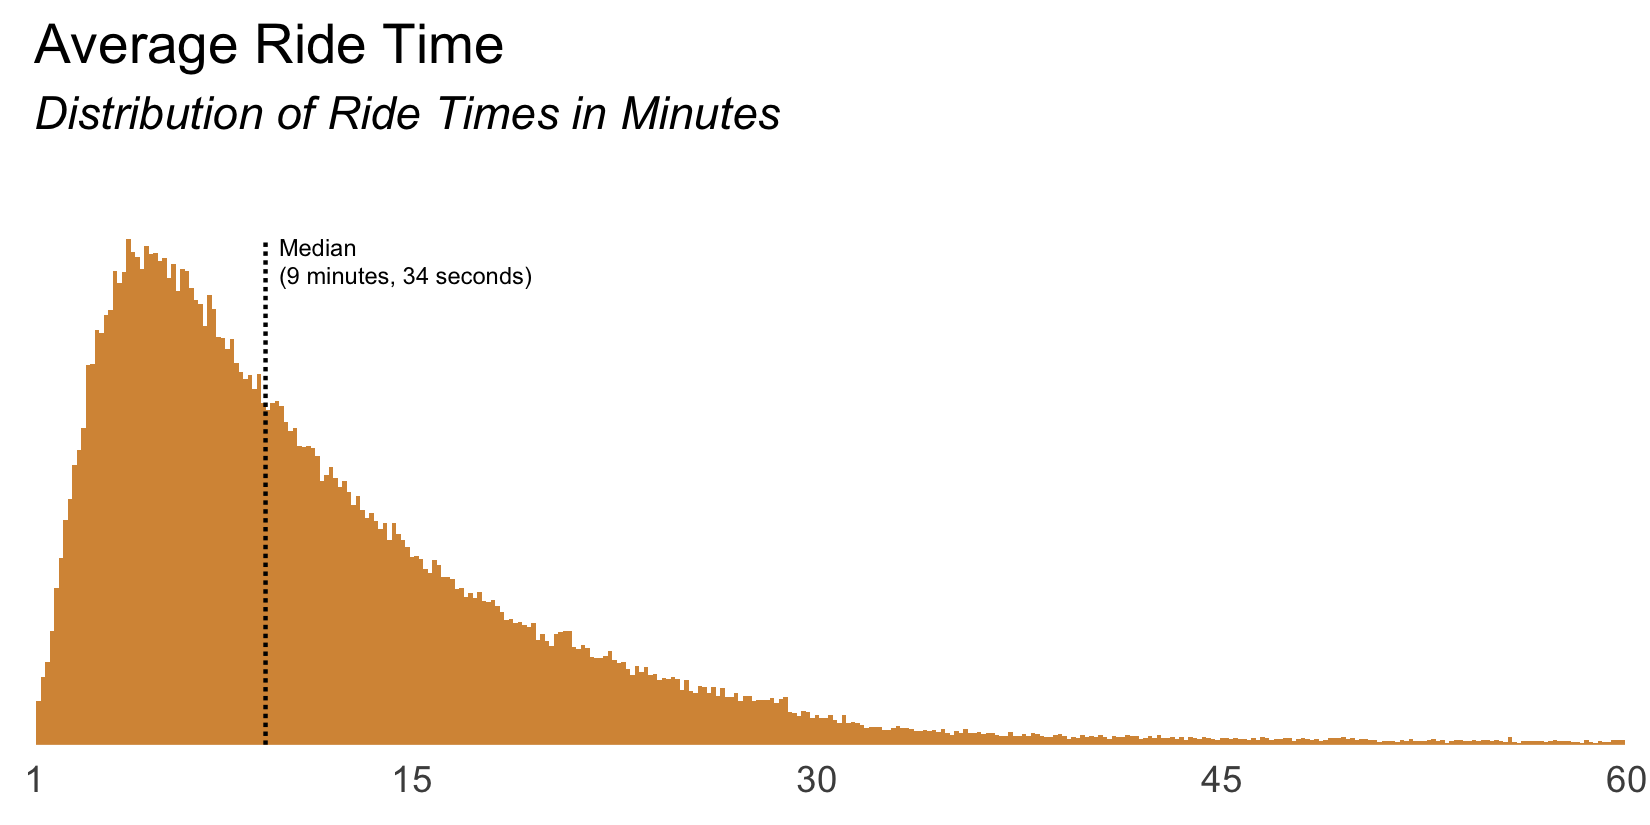 Average Ride Time
Distribution of Ride Times in Minutes
Median
(9 minutes, 34 seconds)
1 15 30 45 60